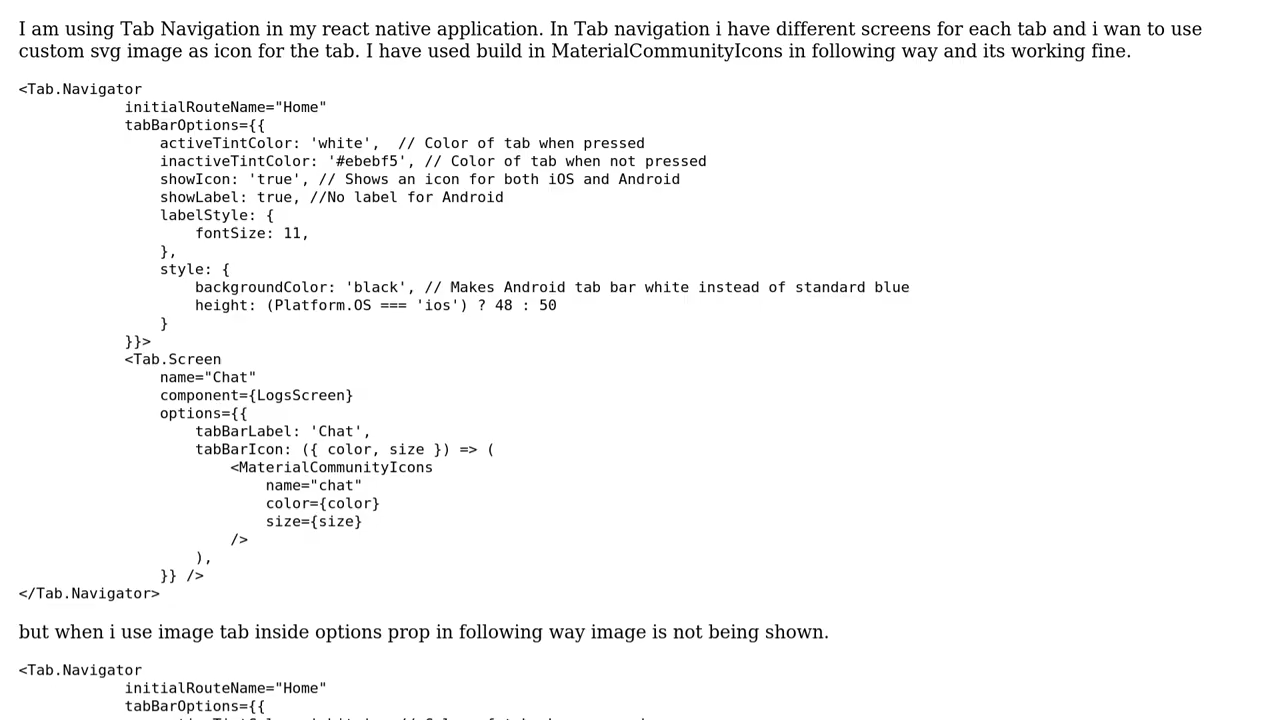 I am using Tab Navigation in my react native application. In Tab navigation i have different screens for each tab and i wan to use
custom svg image as icon for the tab. I have used build in MaterialCommunityIcons in following way and its working fine.
<Tab.Navigator
            initialRouteName="Home"
            tabBarOptions={{
                activeTintColor: 'white',  // Color of tab when pressed
                inactiveTintColor: '#ebebf5', // Color of tab when not pressed
                showIcon: 'true', // Shows an icon for both iOS and Android
                showLabel: true, //No label for Android
                labelStyle: {
                    fontSize: 11,
                },
                style: {
                    backgroundColor: 'black', // Makes Android tab bar white instead of standard blue
                    height: (Platform.OS === 'ios') ? 48 : 50
                }
            }}>
            <Tab.Screen
                name="Chat"
                component={LogsScreen}
                options={{
                    tabBarLabel: 'Chat',
                    tabBarIcon: ({ color, size }) => (
                        <MaterialCommunityIcons
                            name="chat"
                            color={color}
                            size={size}
                        />
                    ),
                }} />
</Tab.Navigator>
but when i use image tab inside options prop in following way image is not being shown.
<Tab.Navigator
            initialRouteName="Home"
            tabBarOptions={{